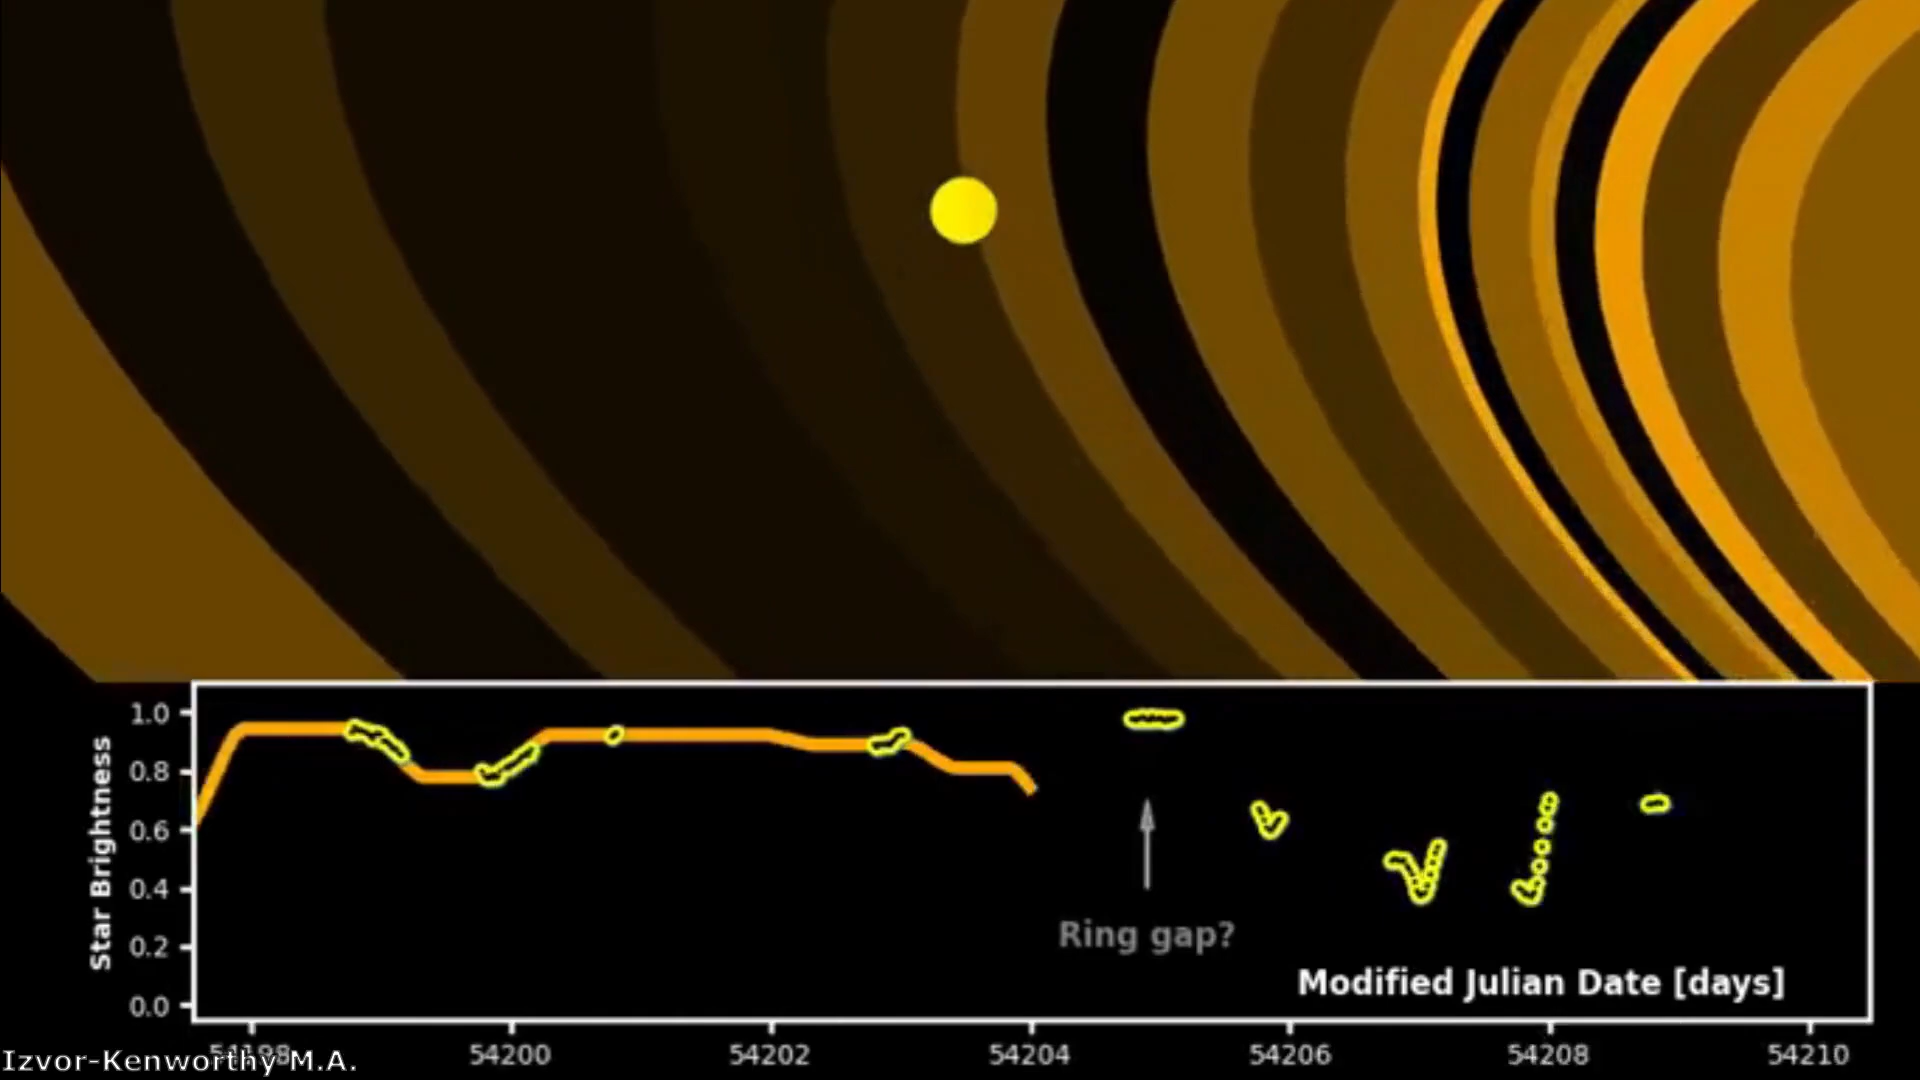 1.0
0.8
0.6
0.4
0.2
0.0
Star Brightness
Ring gap?
Modified Julian Date [days]
54198 54200 54202 54204 54206 54208 54210
Izvor-Kenworthy M.A.